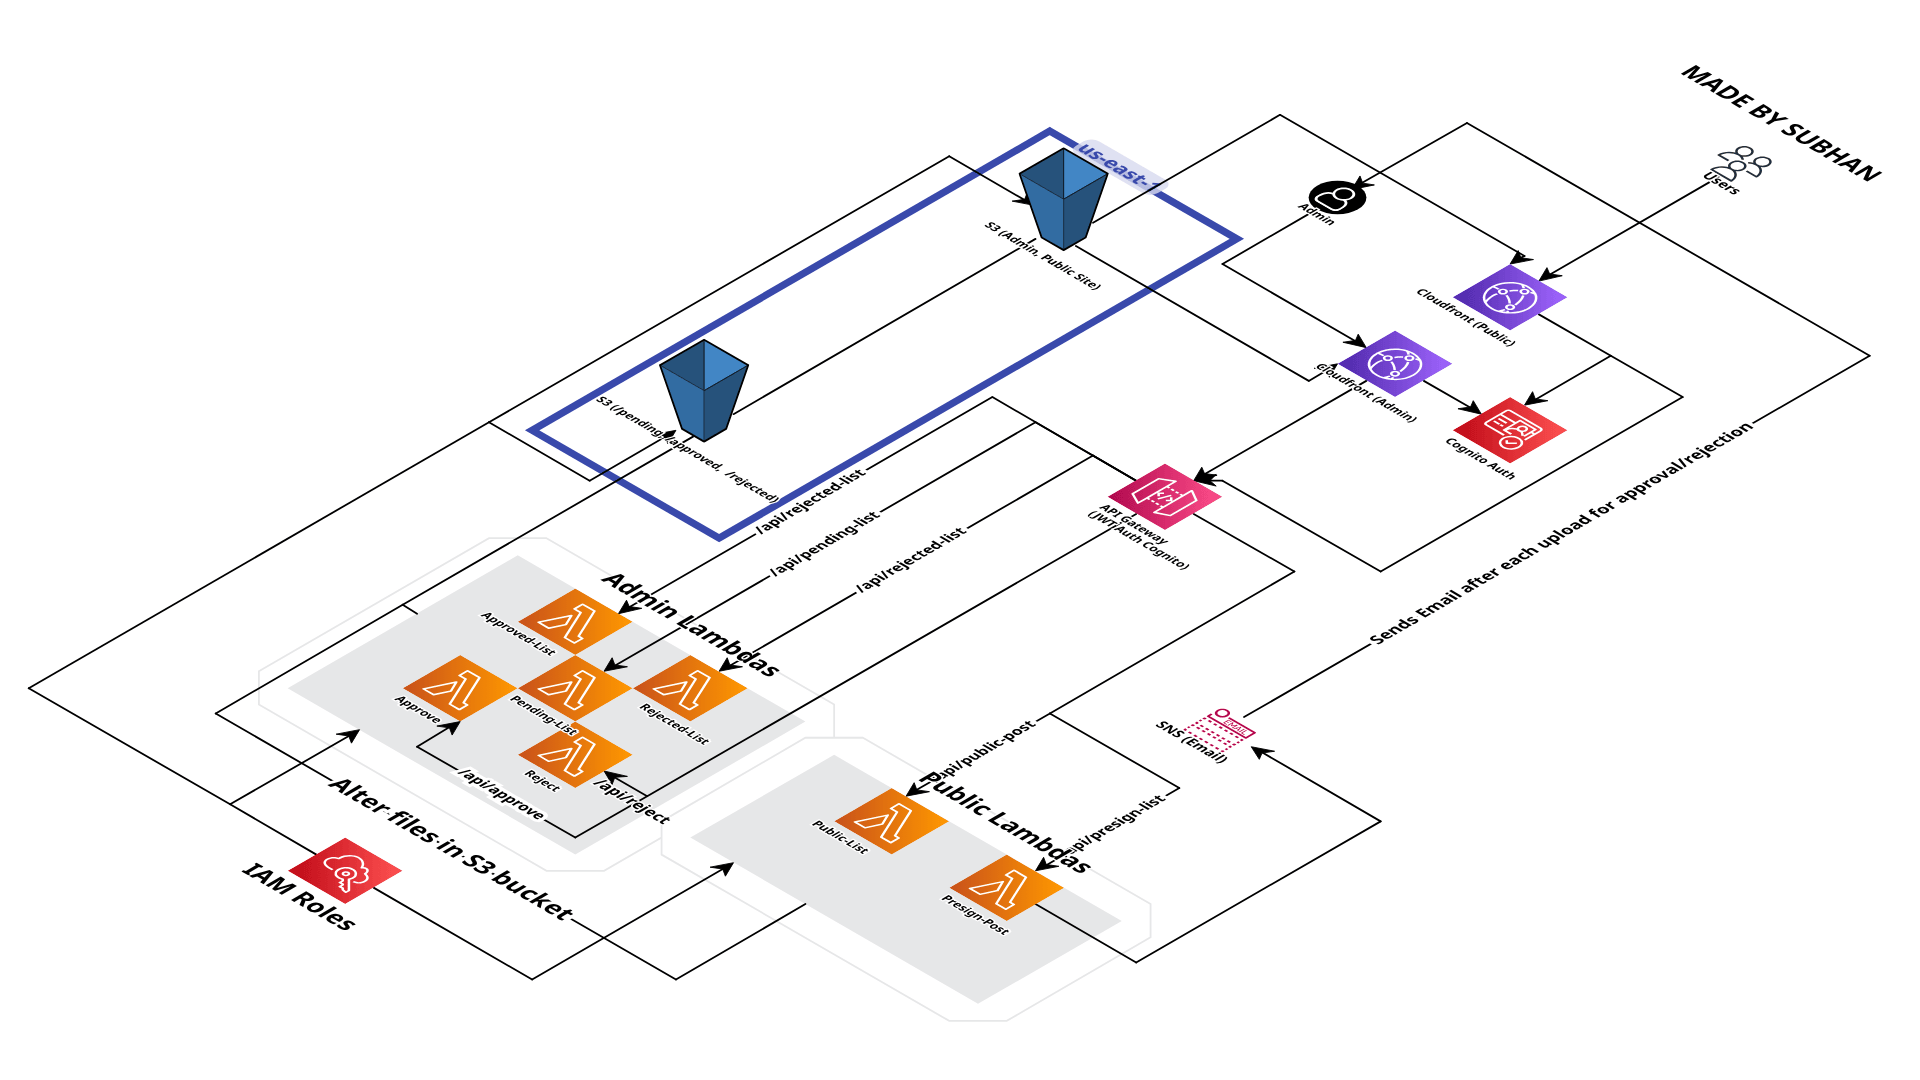 MADE BY SUBHAN
Users
us-east-
Admin
S3 (Admin, Public Site)
Cloudfront (Public)
Cloudfront (Admin)
Cognito Auth
S3 (/pending, /approved, /rejected)
API Gateway
(JWT Auth Cognito)
/api/rejected-list
/api/pending-list
/api/rejected-list
Sends Email after each upload for approval/rejection
Admin Lambdas
Approved-List
Approve
Pending-List
Rejected-List
Reject
/api/approve
/api/reject
SNS (Email)
EMAIL
api/public-post
Public Lambdas
api/presign-list
Public-List
Presign-Post
Alter files in S3 bucket
IAM Roles